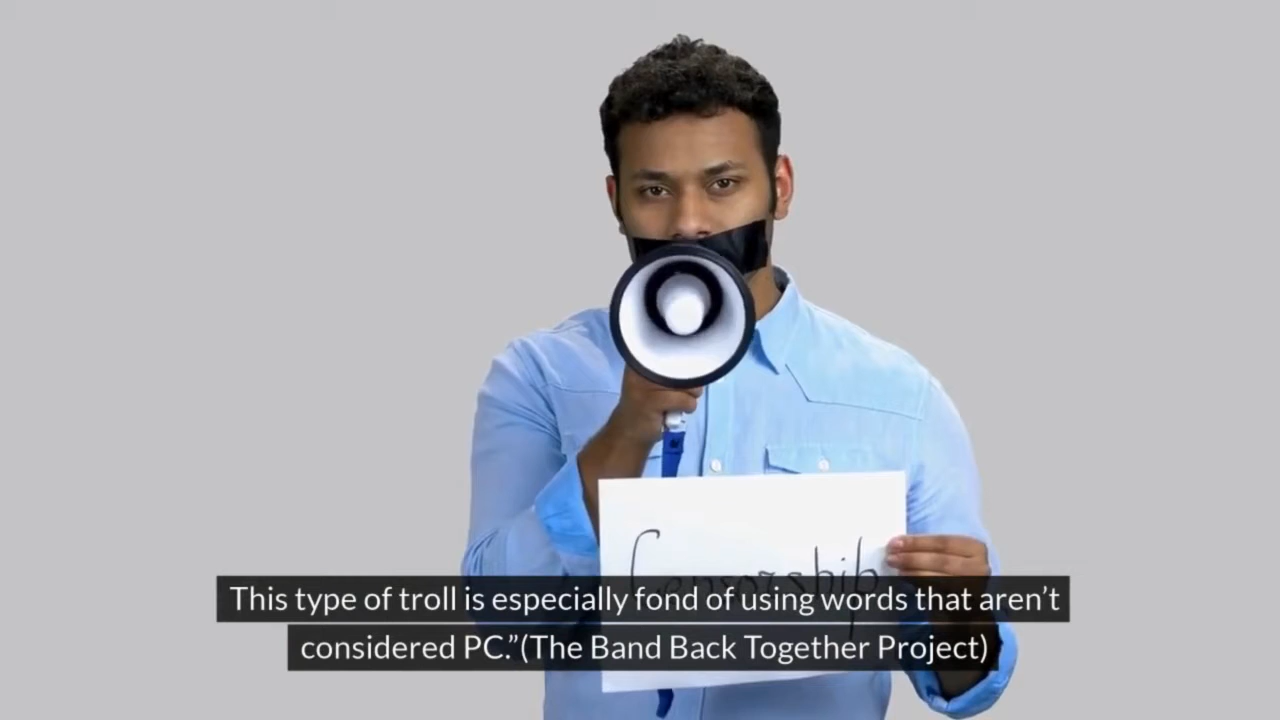 Censorship
This type of troll is especially fond of using words that aren’t
considered PC.”(The Band Back Together Project)